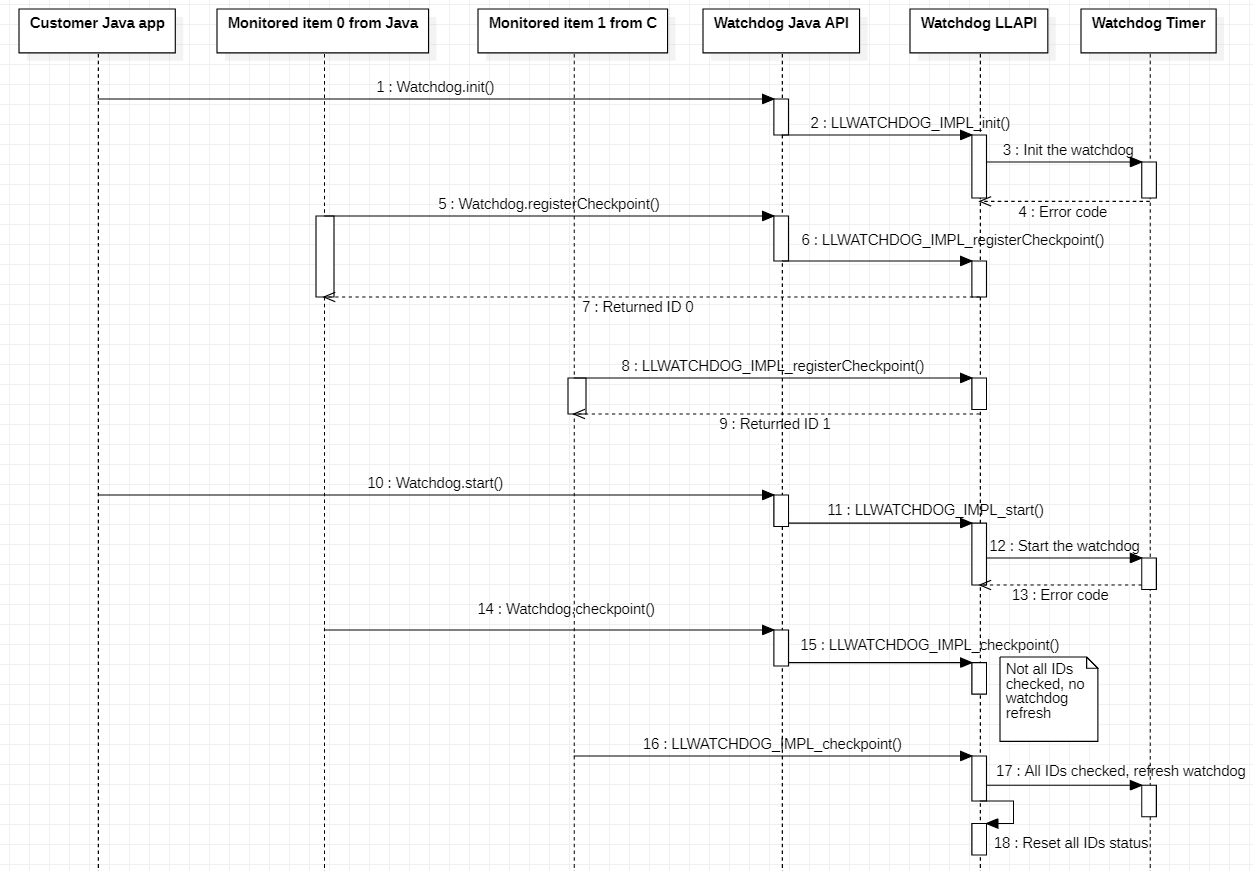 Customer Java app
Monitored item 0 from Java
Monitored item 1 from C
Watchdog Java API
Watchdog LLAPI
Watchdog Timer
1 : Watchdog.init()
2 : LLWATCHDOG_IMPL_init()
3 : Init the watchdog
4 : Error code
5 : Watchdog.registerCheckpoint()
6 : LLWATCHDOG_IMPL_registerCheckpoint()
7 : Returned ID 0
8 : LLWATCHDOG_IMPL_registerCheckpoint()
9 : Returned ID 1
10 : Watchdog.start()
11 : LLWATCHDOG_IMPL_start()
12 : Start the watchdog
13 : Error code
14 : Watchdog.checkpoint()
15 : LLWATCHDOG_IMPL_checkpoint()
Not all IDs
checked, no
watchdog
refresh
16 : LLWATCHDOG_IMPL_checkpoint()
17 : All IDs checked, refresh watchdog
18 : Reset all IDs status